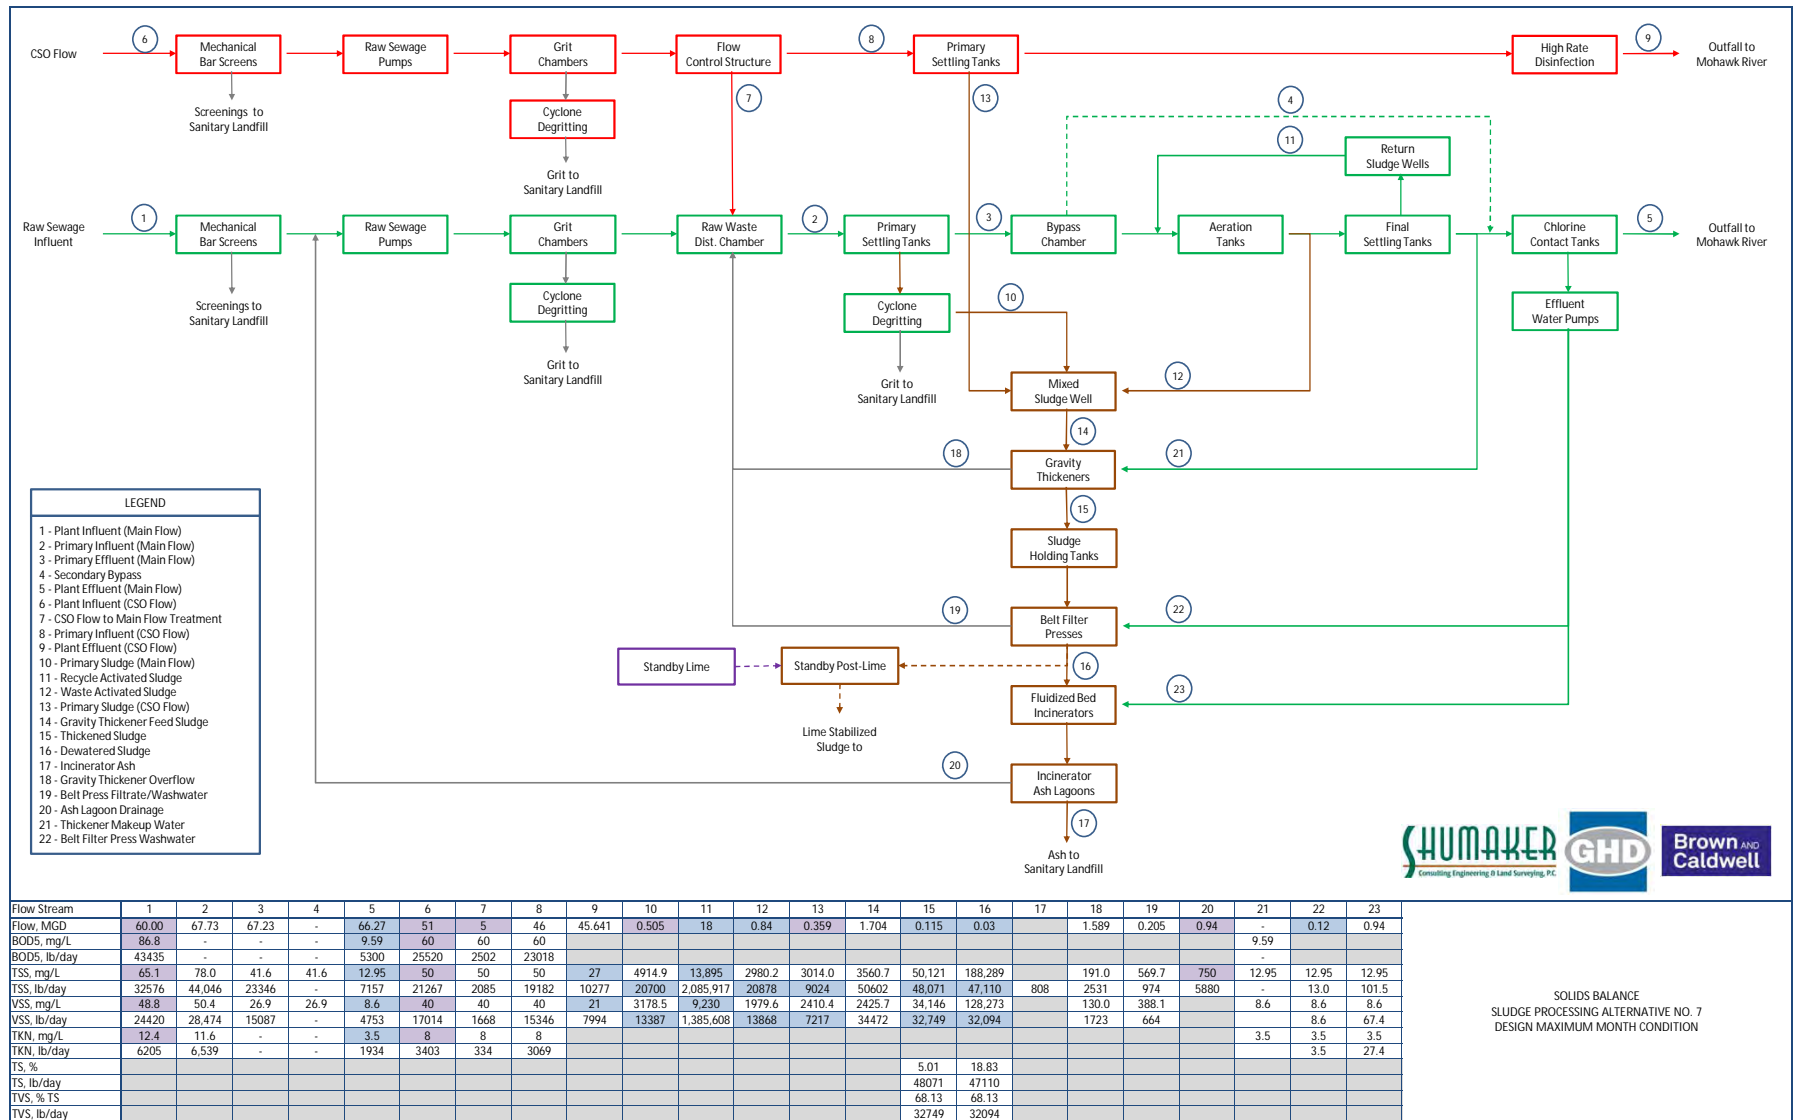 CSO Flow
6
Mechanical
Bar Screens
Raw Sewage
Pumps
Grit
Chambers
Flow
Control Structure
8
Primary
Settling Tanks
High Rate
Disinfection
9
Outfall to
Mohawk River
Screenings to
Sanitary Landfill
Cyclone
Degritting
7
13
4
Grit to
Sanitary Landfill
11
Return
Sludge Wells
Raw Sewage
Influent
1
Mechanical
Bar Screens
Raw Sewage
Pumps
Grit
Chambers
Raw Waste
Dist. Chamber
2
Primary
Settling Tanks
3
Bypass
Chamber
Aeration
Tanks
Final
Settling Tanks
Chlorine
Contact Tanks
5
Outfall to
Mohawk River
Screenings to
Sanitary Landfill
Cyclone
Degritting
Cyclone
Degritting
10
Effluent
Water Pumps
Grit to
Sanitary Landfill
Grit to
Sanitary Landfill
Mixed
Sludge Well
12
14
18
Gravity
Thickeners
21
15
Sludge
Holding Tanks
19
Belt Filter
Presses
22
Standby Lime
Standby Post-Lime
16
Fluidized Bed
Incinerators
23
Lime Stabilized
Sludge to
20
Incinerator
Ash Lagoons
17
Ash to
Sanitary Landfill
LEGEND
1 - Plant Influent (Main Flow)
2 - Primary Influent (Main Flow)
3 - Primary Effluent (Main Flow)
4 - Secondary Bypass
5 - Plant Effluent (Main Flow)
6 - Plant Influent (CSO Flow)
7 - CSO Flow to Main Flow Treatment
8 - Primary Influent (CSO Flow)
9 - Plant Effluent (CSO Flow)
10 - Primary Sludge (Main Flow)
11 - Recycle Activated Sludge
12 - Waste Activated Sludge
13 - Primary Sludge (CSO Flow)
14 - Gravity Thickener Feed Sludge
15 - Thickened Sludge
16 - Dewatered Sludge
17 - Incinerator Ash
18 - Gravity Thickener Overflow
19 - Belt Press Filtrate/Washwater
20 - Ash Lagoon Drainage
21 - Thickener Makeup Water
22 - Belt Filter Press Washwater
SHUMAKER
Consulting Engineering & Land Surveying, P.C.
GHD
Brown AND
Caldwell
Flow Stream 1 2 3 4 5 6 7 8 9 10 11 12 13 14 15 16 17 18 19 20 21 22 23
Flow, MGD 60.00 67.73 67.23 - 66.27 51 5 46 45.641 0.505 18 0.84 0.359 1.704 0.115 0.03 1.589 0.205 0.94 - 0.12 0.94
BOD5, mg/L 86.8 - - - 9.59 60 60 60 9.59
BOD5, lb/day 43435 - - - 5300 25520 2502 23018 -
TSS, mg/L 65.1 78.0 41.6 41.6 12.95 50 50 50 27 4914.9 13,895 2980.2 3014.0 3560.7 50,121 188,289 191.0 569.7 750 12.95 12.95 12.95
TSS, lb/day 32576 44,046 23346 - 7157 21267 2085 19182 10277 20700 2,085,917 20878 9024 50602 48,071 47,110 808 2531 974 5880 - 13.0 101.5
VSS, mg/L 48.8 50.4 26.9 26.9 8.6 40 40 40 21 3178.5 9,230 1979.6 2410.4 2425.7 34,146 128,273 130.0 388.1 8.6 8.6 8.6
VSS, lb/day 24420 28,474 15087 - 4753 17014 1668 15346 7994 13387 1,385,608 13868 7217 34472 32,749 32,094 1723 664 8.6 67.4
TKN, mg/L 12.4 11.6 - - 3.5 8 8 8 3.5 3.5 3.5
TKN, lb/day 6205 6,539 - - 1934 3403 334 3069 3.5 27.4
TS, % 5.01 18.83
TS, lb/day 48071 47110
TVS, % TS 68.13 68.13
TVS, lb/day 32749 32094
SOLIDS BALANCE
SLUDGE PROCESSING ALTERNATIVE NO. 7
DESIGN MAXIMUM MONTH CONDITION